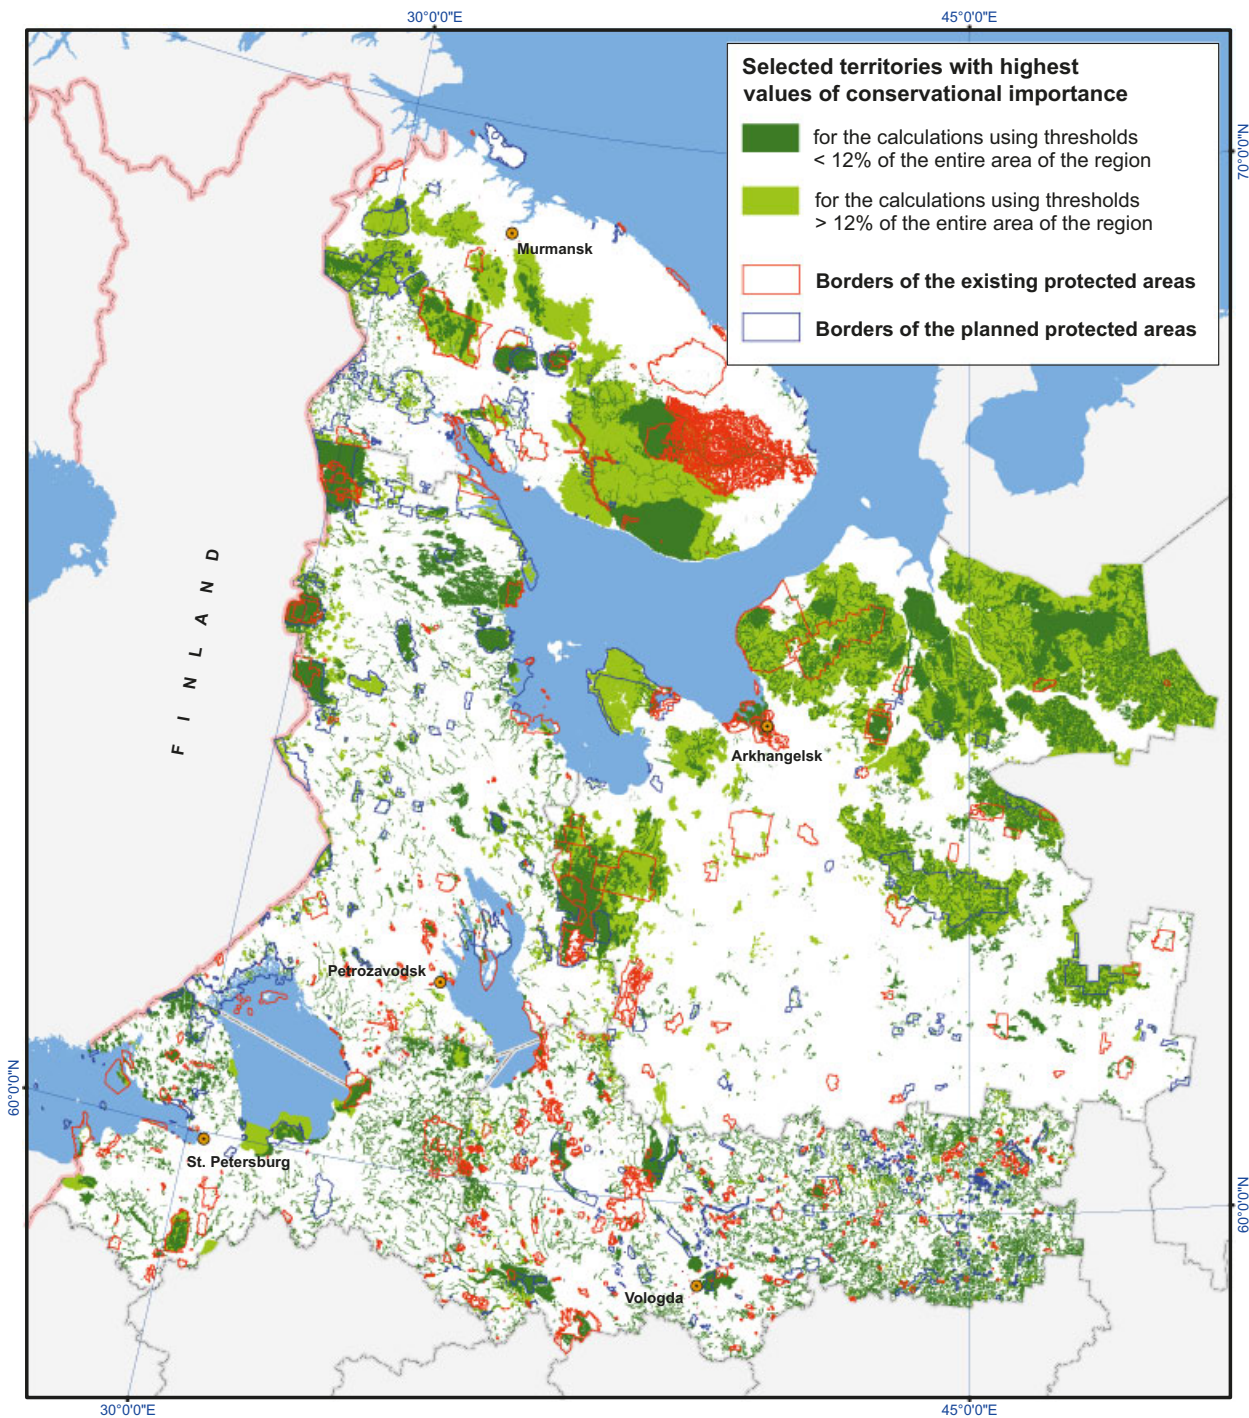 30°0'0"E
45°0'0"E
Selected territories with highest
values of conservational importance
for the calculations using thresholds
< 12% of the entire area of the region
for the calculations using thresholds
> 12% of the entire area of the region
Borders of the existing protected areas
Borders of the planned protected areas
70°0'0"N
Murmansk
FINLAND
Arkhangelsk
Petrozavodsk
60°0'0"N
St. Petersburg
60°0'0"N
Vologda
30°0'0"E
45°0'0"E